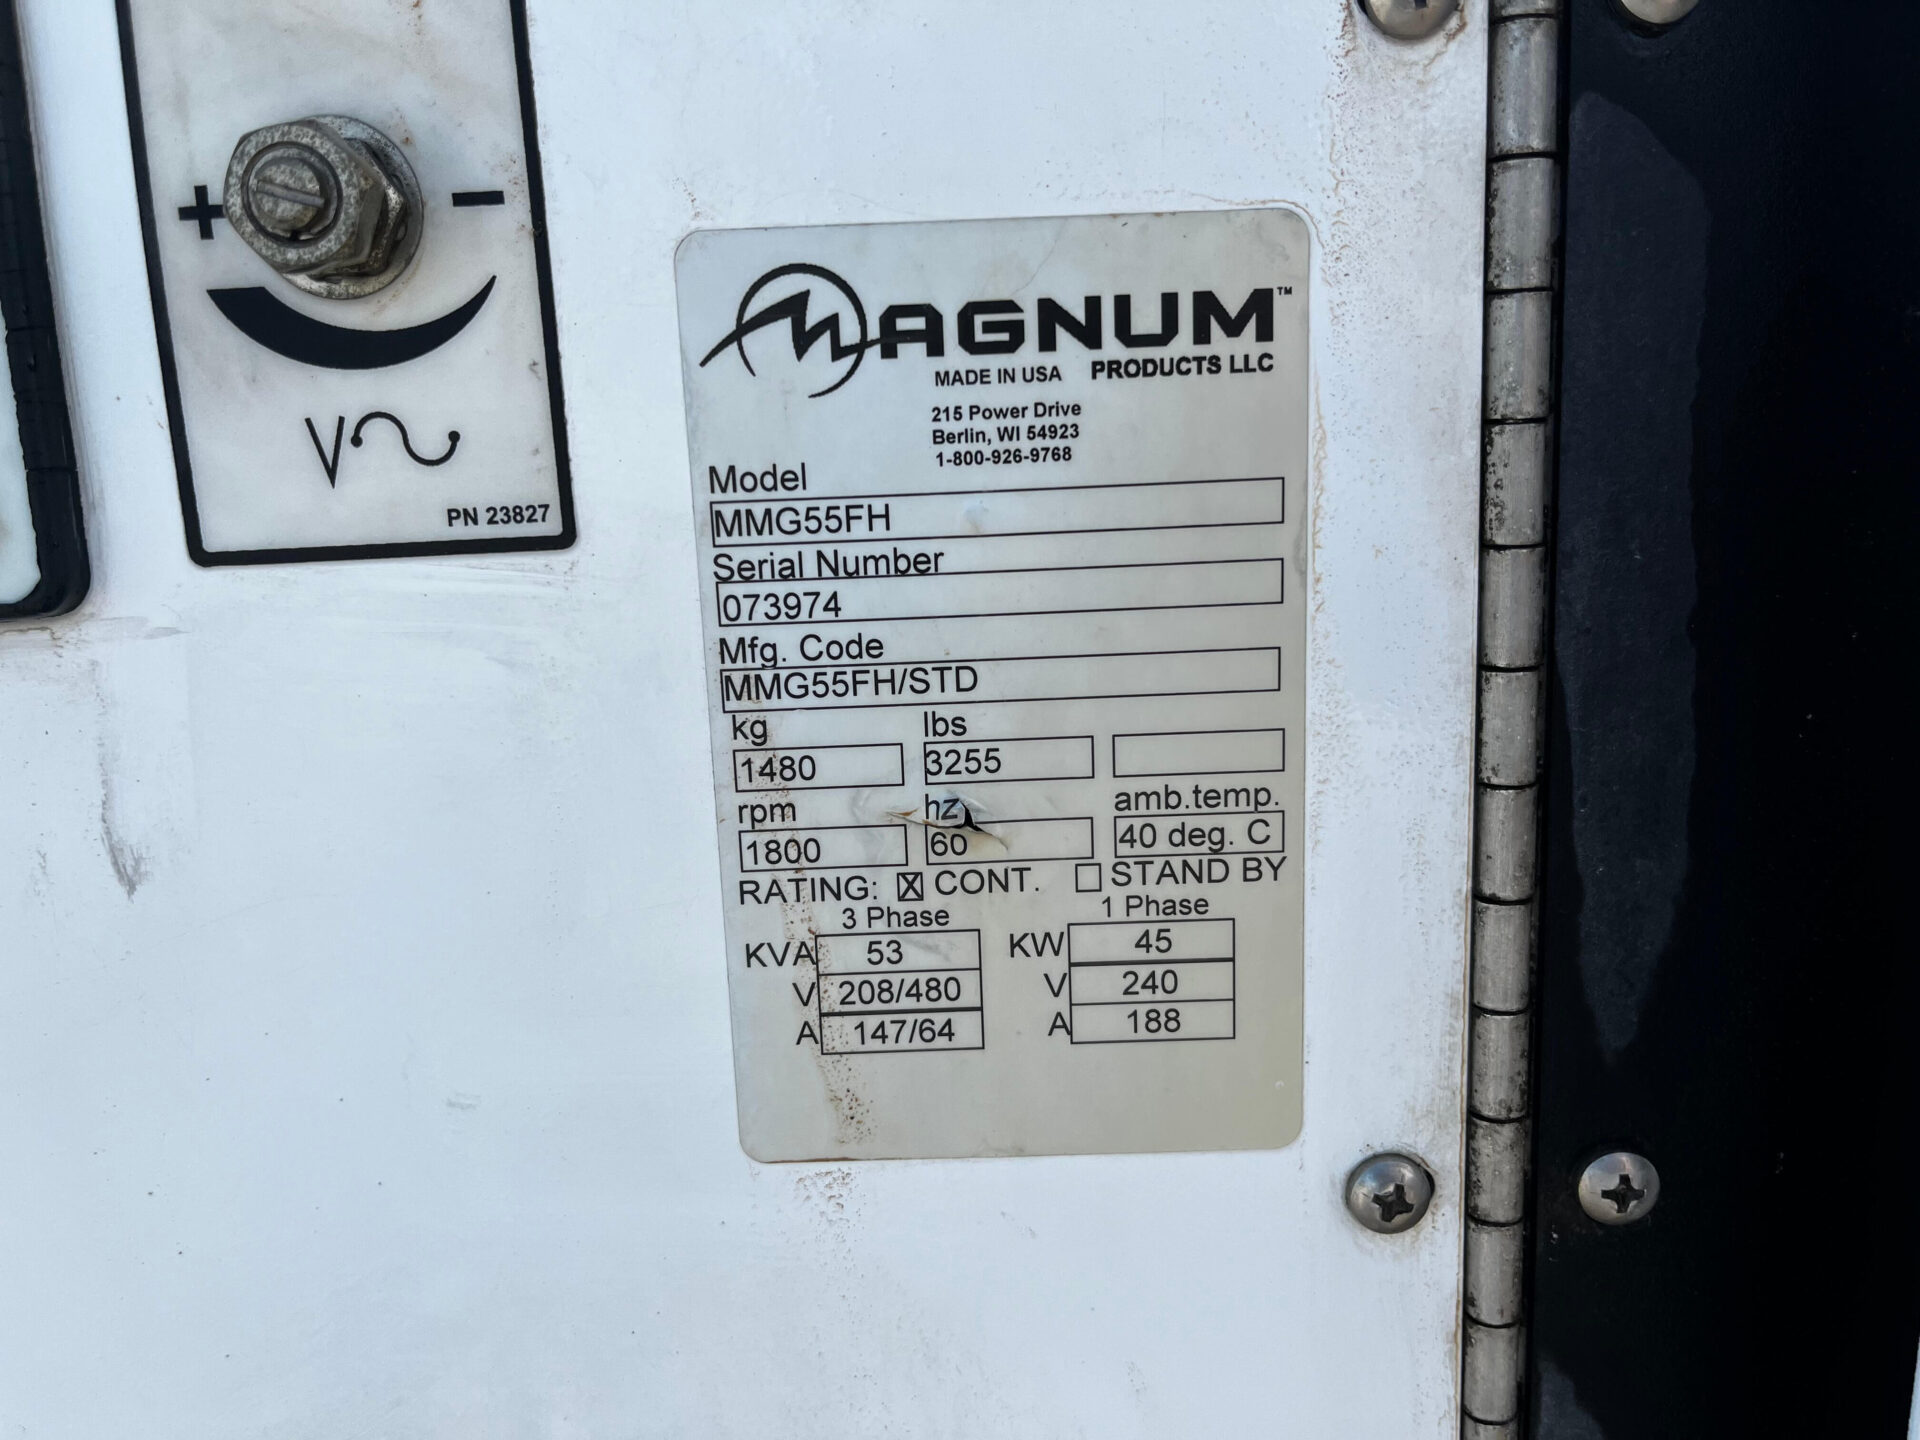 + −
V
PN 23827
MAGNUM™
MADE IN USA PRODUCTS LLC
215 Power Drive
Berlin, WI 54923
1-800-926-9768
Model
MMG55FH
Serial Number
073974
Mfg. Code
MMG55FH/STD
kg lbs
1480 3255
rpm hz amb.temp.
1800 60 40 deg. C
RATING: ☒ CONT. ☐ STAND BY
3 Phase 1 Phase
KVA 53 KW 45
V 208/480 V 240
A 147/64 A 188